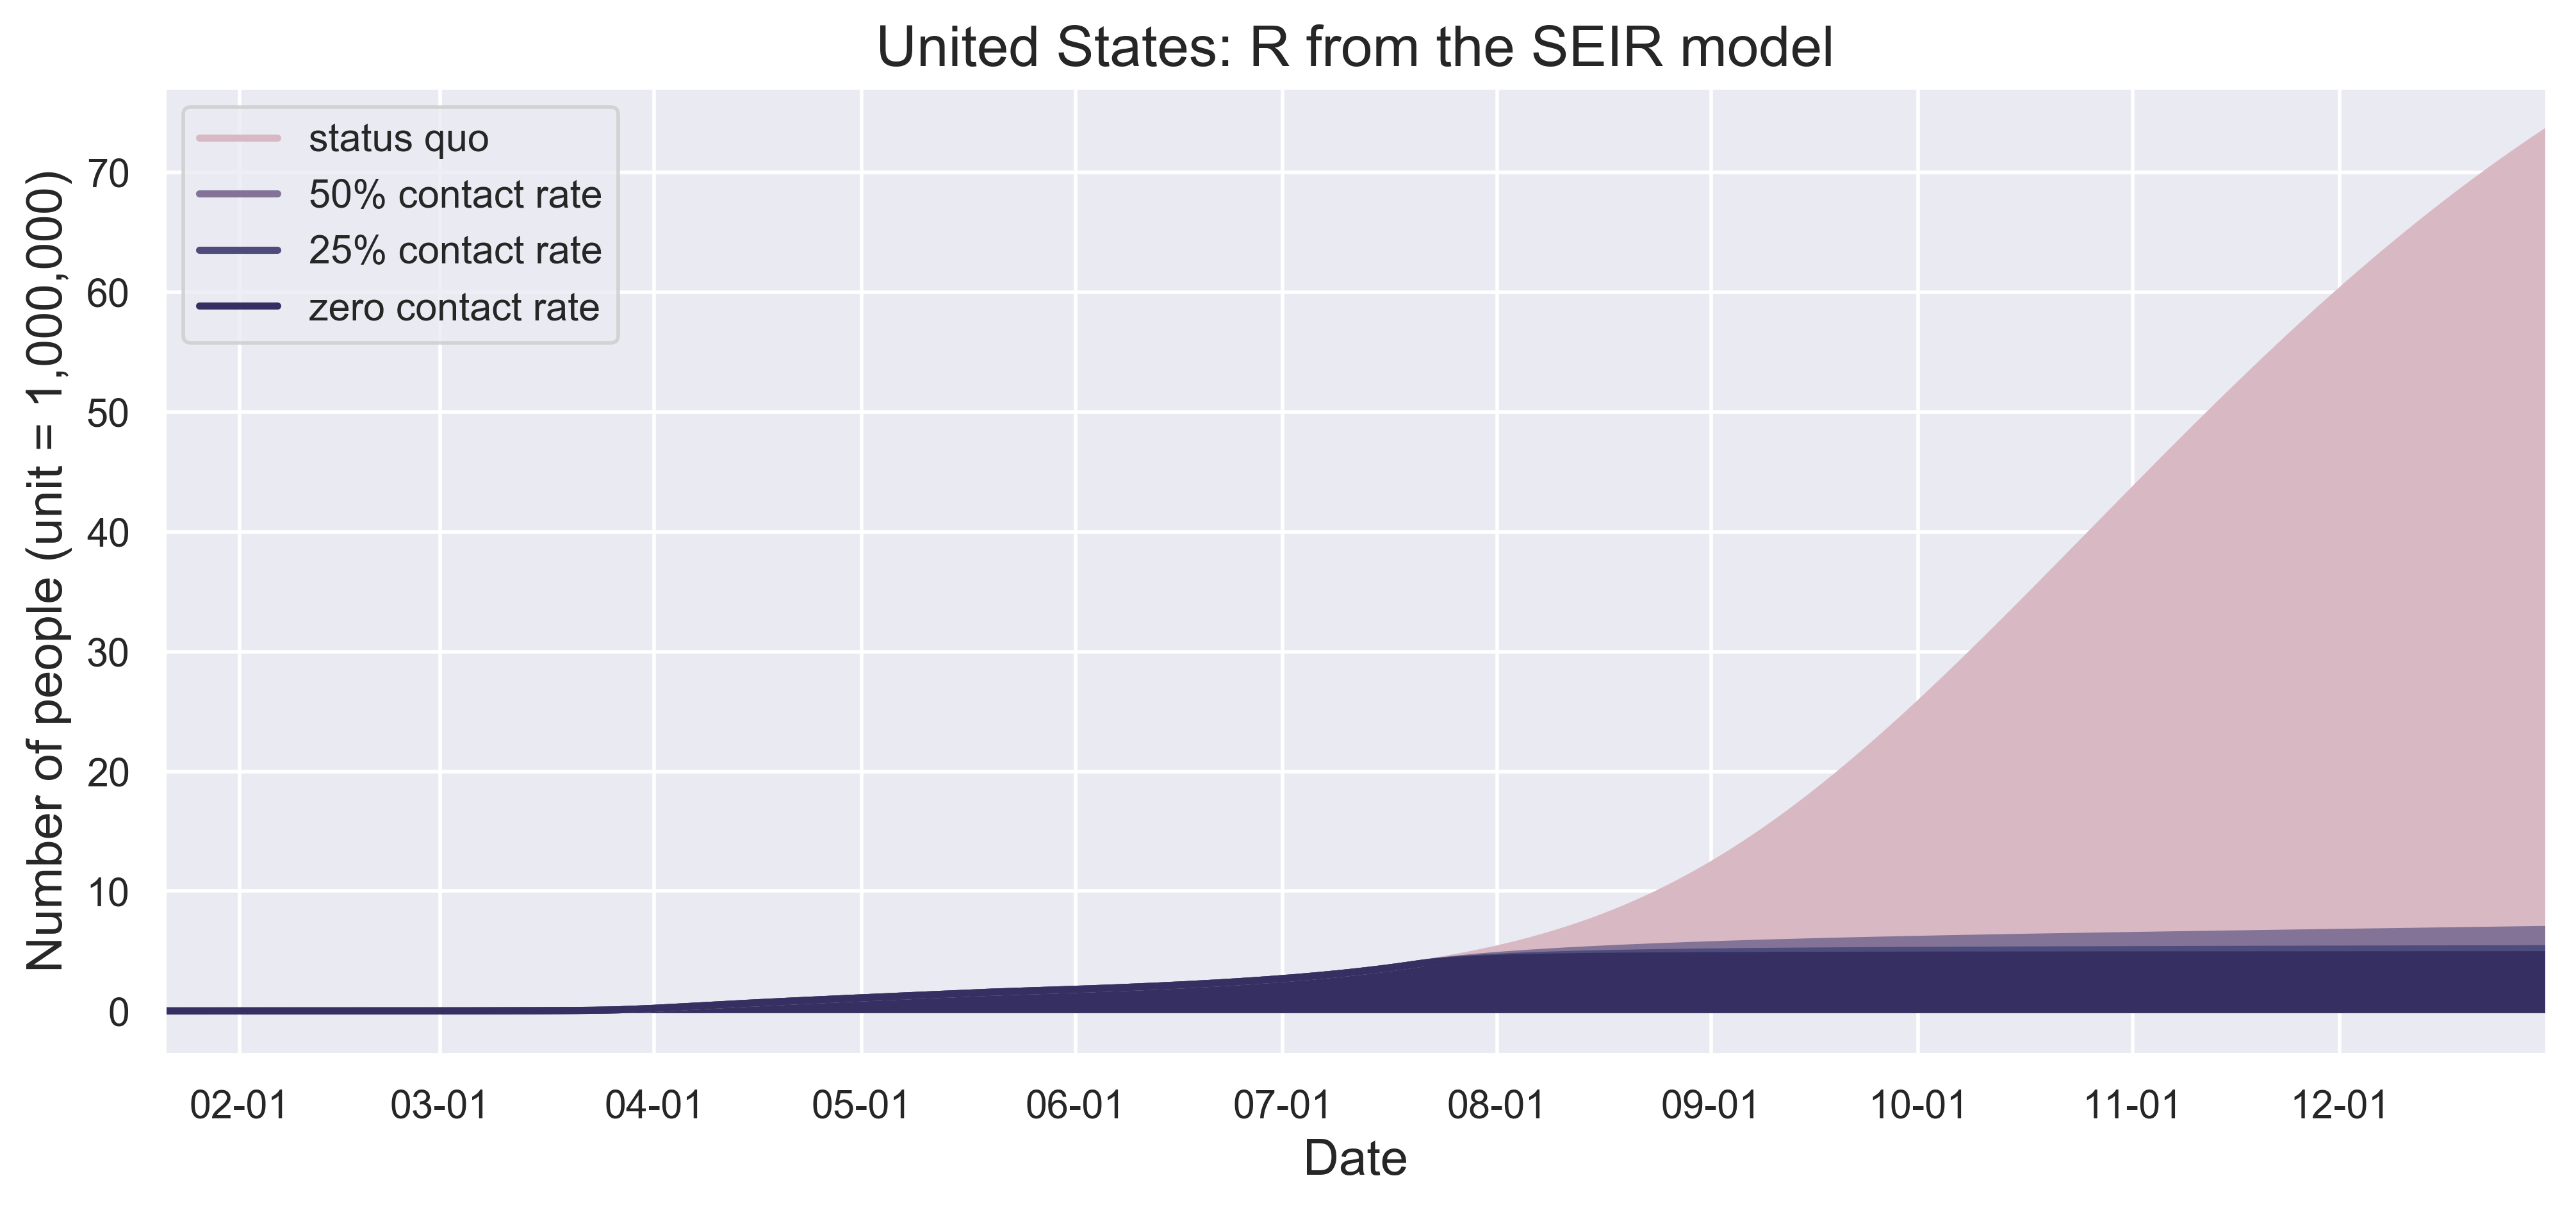 United States: R from the SEIR model
status quo
50% contact rate
25% contact rate
zero contact rate
Number of people (unit = 1,000,000)
70
60
50
40
30
20
10
0
02-01 03-01 04-01 05-01 06-01 07-01 08-01 09-01 10-01 11-01 12-01
Date